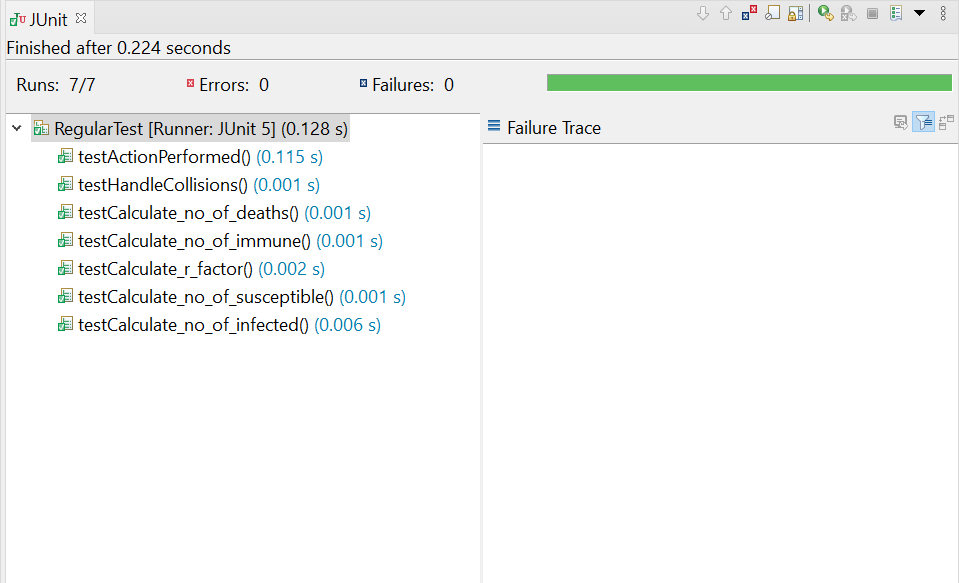 JUnit
Finished after 0.224 seconds
Runs: 7/7 Errors: 0 Failures: 0
RegularTest [Runner: JUnit 5] (0.128 s)
Failure Trace
testActionPerformed() (0.115 s)
testHandleCollisions() (0.001 s)
testCalculate_no_of_deaths() (0.001 s)
testCalculate_no_of_immune() (0.001 s)
testCalculate_r_factor() (0.002 s)
testCalculate_no_of_susceptible() (0.001 s)
testCalculate_no_of_infected() (0.006 s)